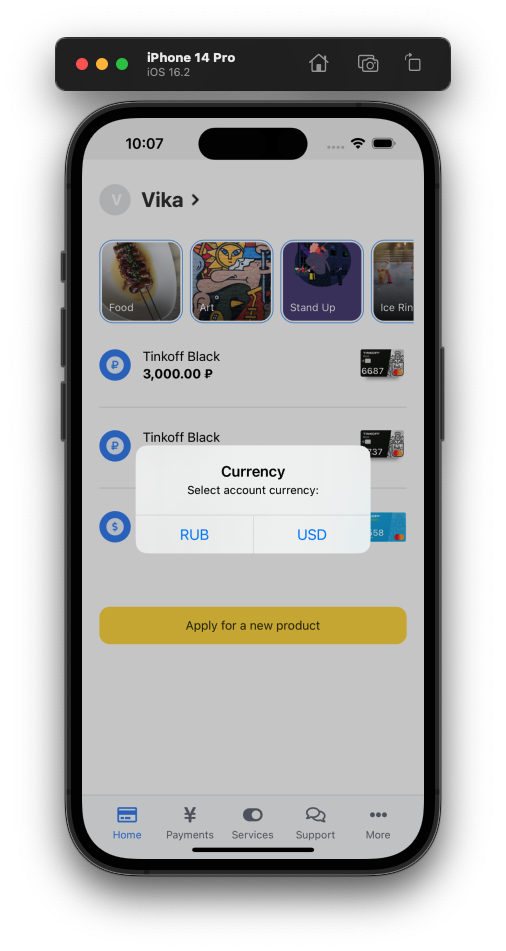 iPhone 14 Pro
iOS 16.2
10:07
V
Vika
Food
Art
Stand Up
Ice Rin
Tinkoff Black
3,000.00 ₽
TINKOFF
6687
₽
Tinkoff Black
TINKOFF
737
₽
Currency
Select account currency:
RUB
USD
$
58
Apply for a new product
¥
Home
Payments
Services
Support
More